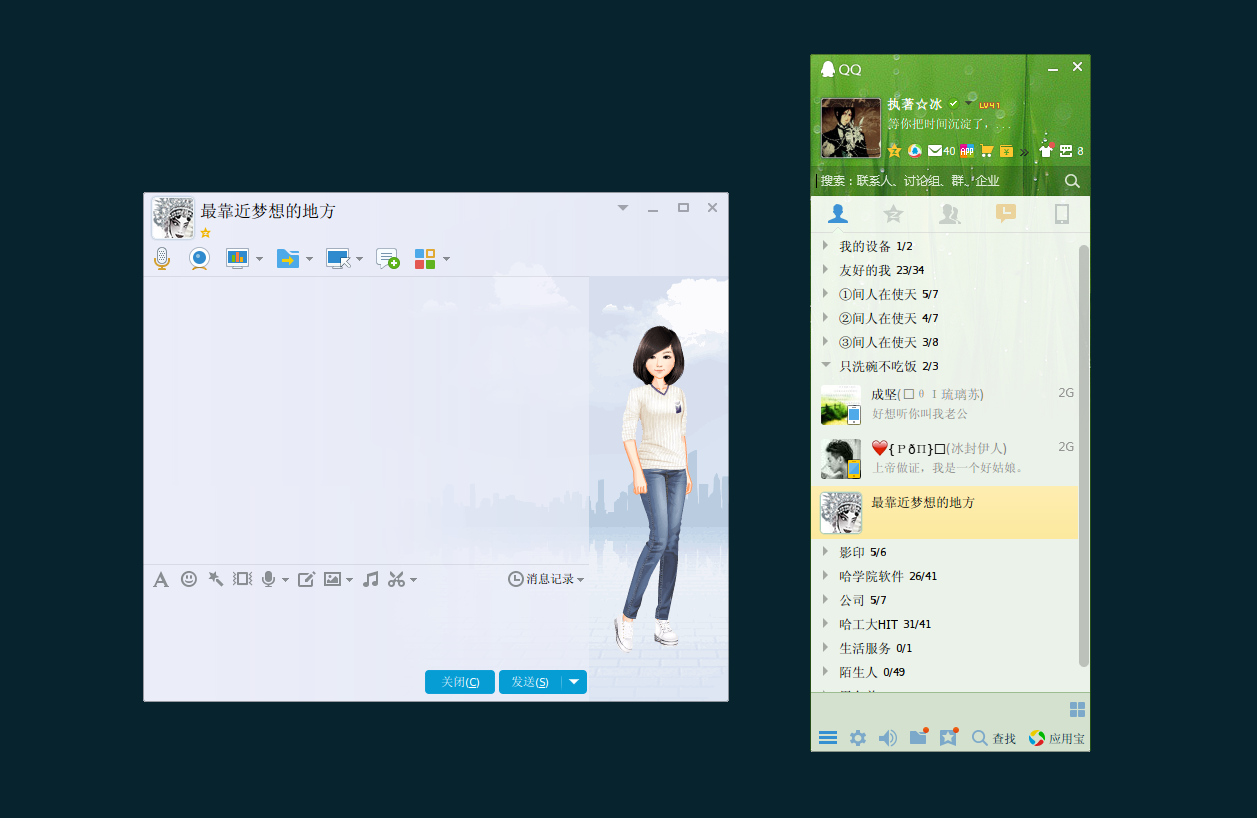 最靠近梦想的地方
消息记录
关闭(C)
发送(S)
QQ
执著☆冰
LV41
等你把时间沉淀了，...
40
APP
8
搜索：联系人、讨论组、群、企业
我的设备 1/2
友好的我 23/34
①间人在使天 5/7
②间人在使天 4/7
③间人在使天 3/8
只洗碗不吃饭 2/3
成坚(□ θ I 琉璃苏)
2G
好想听你叫我老公
❤{ＰðΠ}□(冰封伊人)
2G
上帝做证，我是一个好姑娘。
最靠近梦想的地方
影印 5/6
哈学院软件 26/41
公司 5/7
哈工大HIT 31/41
生活服务 0/1
陌生人 0/49
查找
应用宝